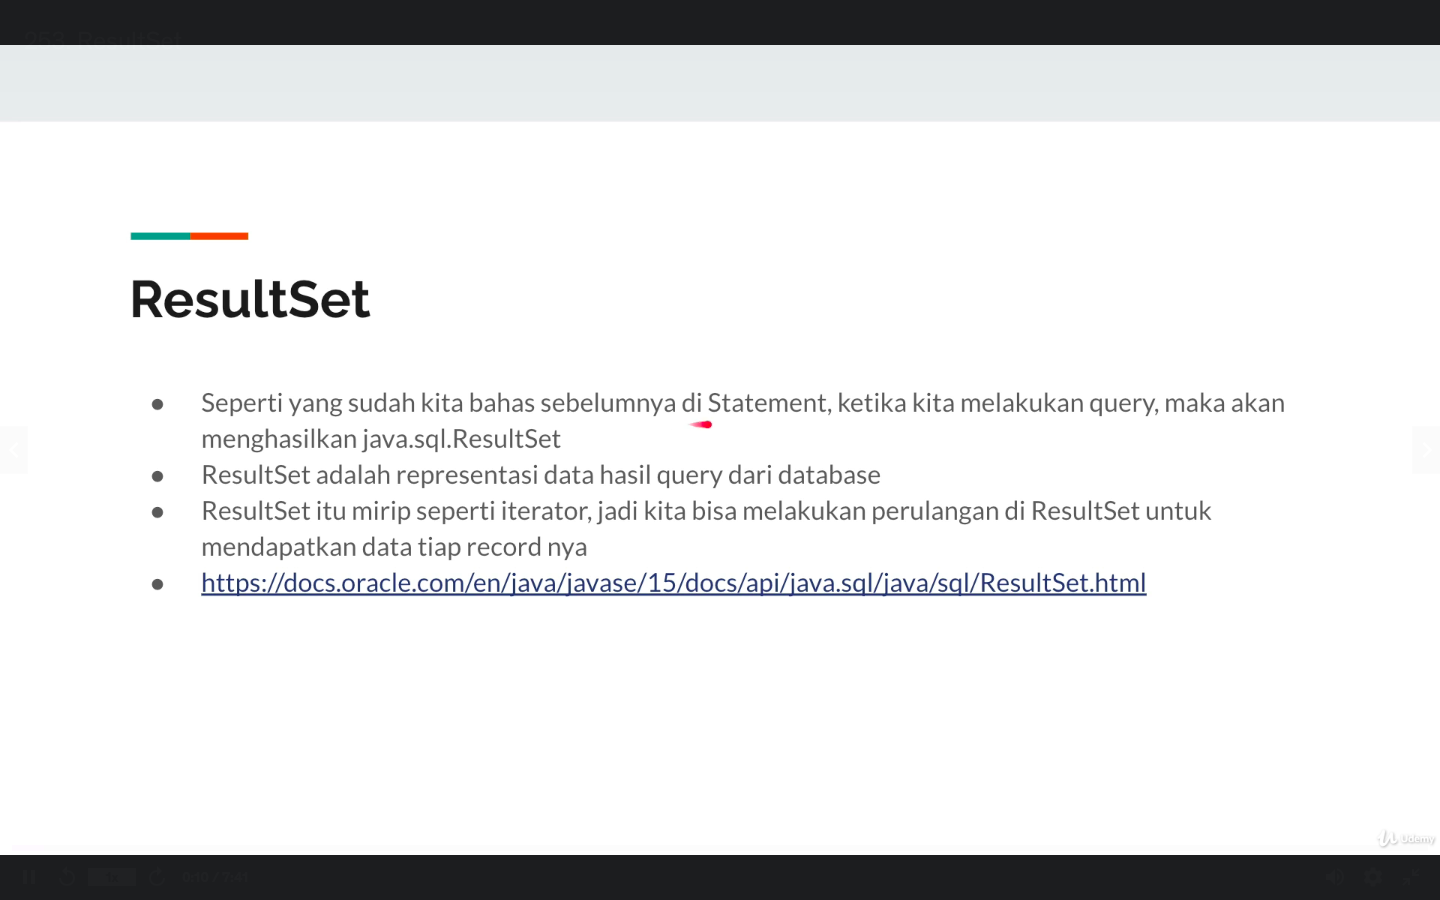 253. ResultSet
ResultSet
● Seperti yang sudah kita bahas sebelumnya di Statement, ketika kita melakukan query, maka akan
menghasilkan java.sql.ResultSet
● ResultSet adalah representasi data hasil query dari database
● ResultSet itu mirip seperti iterator, jadi kita bisa melakukan perulangan di ResultSet untuk
mendapatkan data tiap record nya
● https://docs.oracle.com/en/java/javase/15/docs/api/java.sql/java/sql/ResultSet.html
Udemy